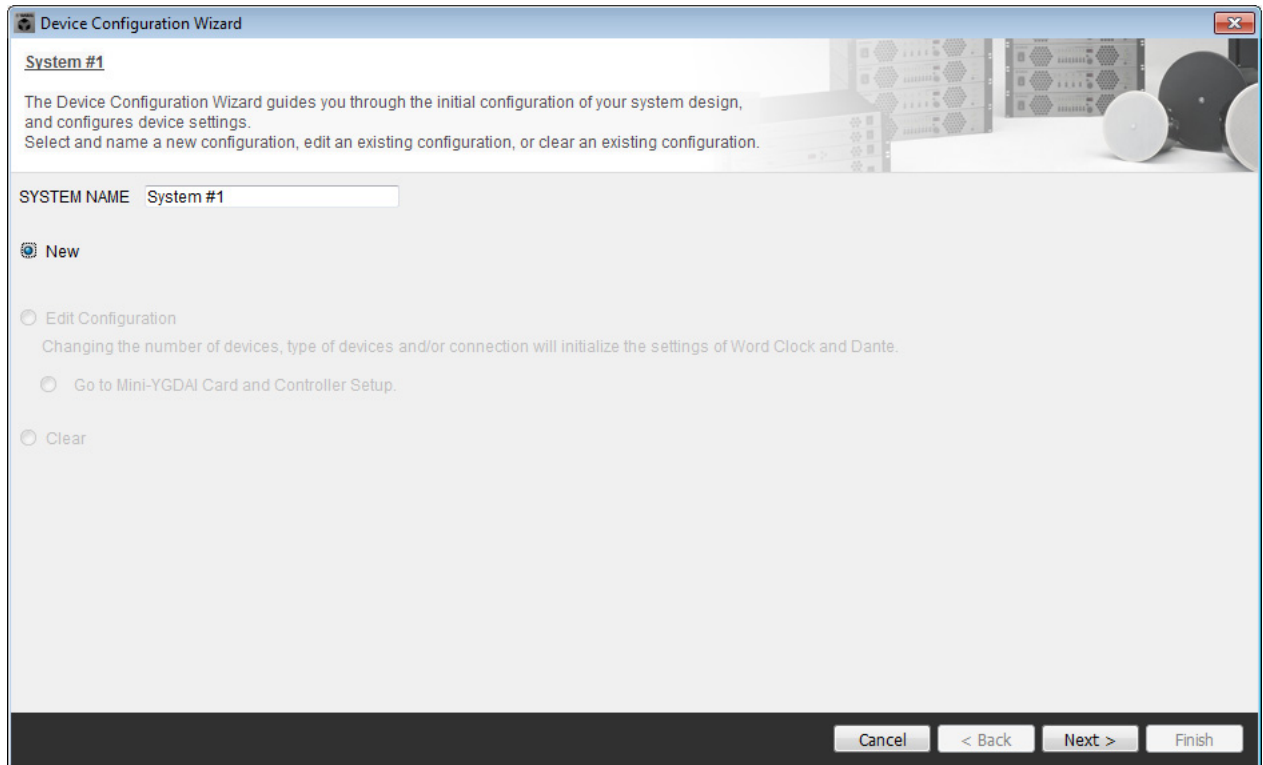 Device Configuration Wizard
System #1
The Device Configuration Wizard guides you through the initial configuration of your system design,
and configures device settings.
Select and name a new configuration, edit an existing configuration, or clear an existing configuration.
SYSTEM NAME System #1
New
Edit Configuration
Changing the number of devices, type of devices and/or connection will initialize the settings of Word Clock and Dante.
Go to Mini-YGDAI Card and Controller Setup.
Clear
Cancel < Back Next > Finish